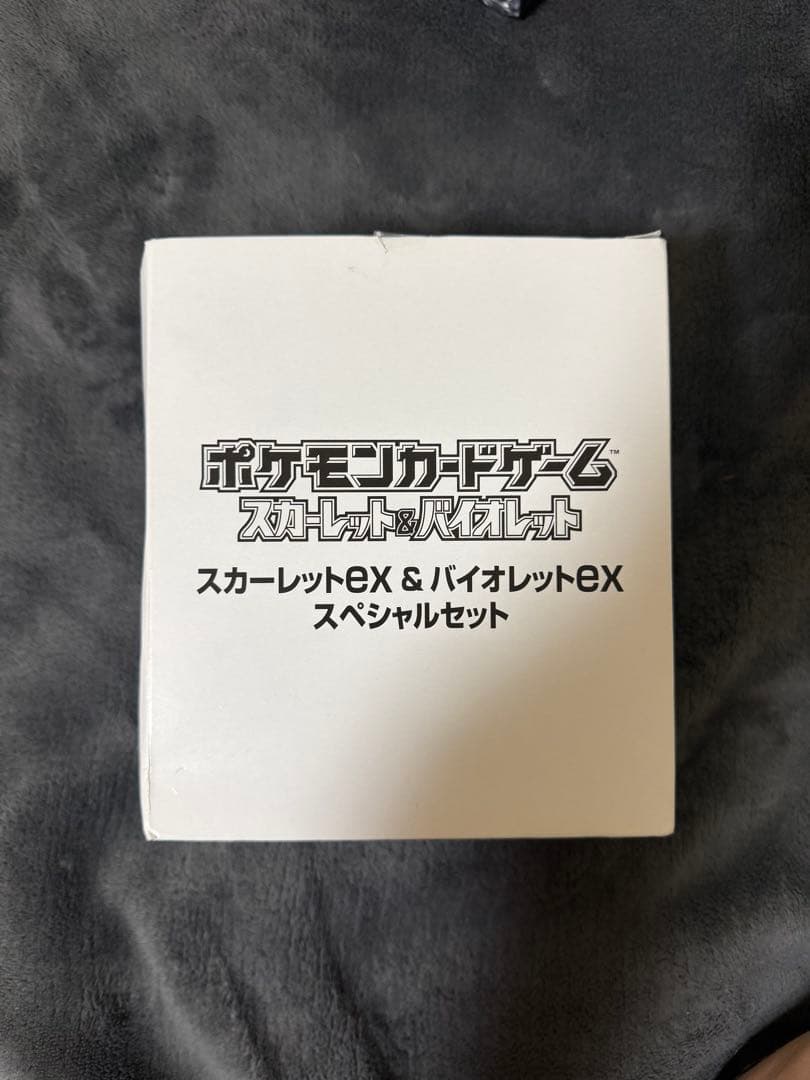 ポケモンカードゲーム™
スカーレット&バイオレット
スカーレットex & バイオレットex
スペシャルセット